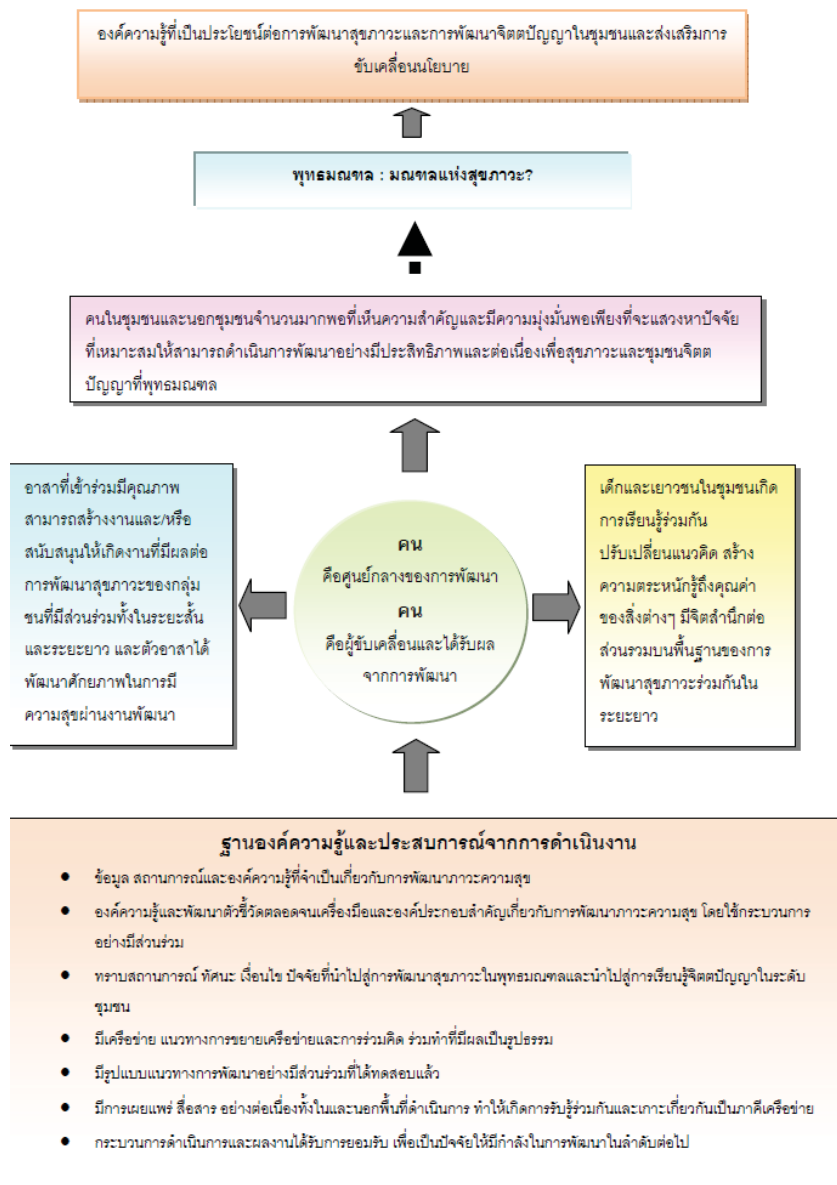 องค์ความรู้ที่เป็นประโยชน์ต่อการพัฒนาสุขภาวะและการพัฒนาจิตตปัญญาในชุมชนและส่งเสริมการ
ขับเคลื่อนนโยบาย
พุทธมณฑล : มณฑลแห่งสุขภาวะ?
คนในชุมชนและนอกชุมชนจำนวนมากพอที่เห็นความสำคัญและมีความมุ่งมั่นพอเพียงที่จะแสวงหาปัจจัย
ที่เหมาะสมให้สามารถดำเนินการพัฒนาอย่างมีประสิทธิภาพและต่อเนื่องเพื่อสุขภาวะและชุมชนจิตต
ปัญญาที่พุทธมณฑล
อาสาที่เข้าร่วมมีคุณภาพ
สามารถสร้างงานและ/หรือ
สนับสนุนให้เกิดงานที่มีผลต่อ
การพัฒนาสุขภาวะของกลุ่ม
ชนที่มีส่วนร่วมทั้งในระยะสั้น
และระยะยาว และตัวอาสาได้
พัฒนาศักยภาพในการมี
ความสุขผ่านงานพัฒนา
คน
คือศูนย์กลางของการพัฒนา
คน
คือผู้ขับเคลื่อนและได้รับผล
จากการพัฒนา
เด็กและเยาวชนในชุมชนเกิด
การเรียนรู้ร่วมกัน
ปรับเปลี่ยนแนวคิด สร้าง
ความตระหนักรู้ถึงคุณค่า
ของสิ่งต่างๆ มีจิตสำนึกต่อ
ส่วนรวมบนพื้นฐานของการ
พัฒนาสุขภาวะร่วมกันใน
ระยะยาว
ฐานองค์ความรู้และประสบการณ์จากการดำเนินงาน
● ข้อมูล สถานการณ์และองค์ความรู้ที่จำเป็นเกี่ยวกับการพัฒนาภาวะความสุข
● องค์ความรู้และพัฒนาตัวชี้วัดตลอดจนเครื่องมือและองค์ประกอบสำคัญเกี่ยวกับการพัฒนาภาวะความสุข โดยใช้กระบวนการ
อย่างมีส่วนร่วม
● ทราบสถานการณ์ ทัศนะ เงื่อนไข ปัจจัยที่นำไปสู่การพัฒนาสุขภาวะในพุทธมณฑลและนำไปสู่การเรียนรู้จิตตปัญญาในระดับ
ชุมชน
● มีเครือข่าย แนวทางการขยายเครือข่ายและการร่วมคิด ร่วมทำที่มีผลเป็นรูปธรรม
● มีรูปแบบแนวทางการพัฒนาอย่างมีส่วนร่วมที่ได้ทดสอบแล้ว
● มีการเผยแพร่ สื่อสาร อย่างต่อเนื่องทั้งในและนอกพื้นที่ดำเนินการ ทำให้เกิดการรับรู้ร่วมกันและเกาะเกี่ยวกันเป็นภาคีเครือข่าย
● กระบวนการดำเนินการและผลงานได้รับการยอมรับ เพื่อเป็นปัจจัยให้มีกำลังในการพัฒนาในลำดับต่อไป